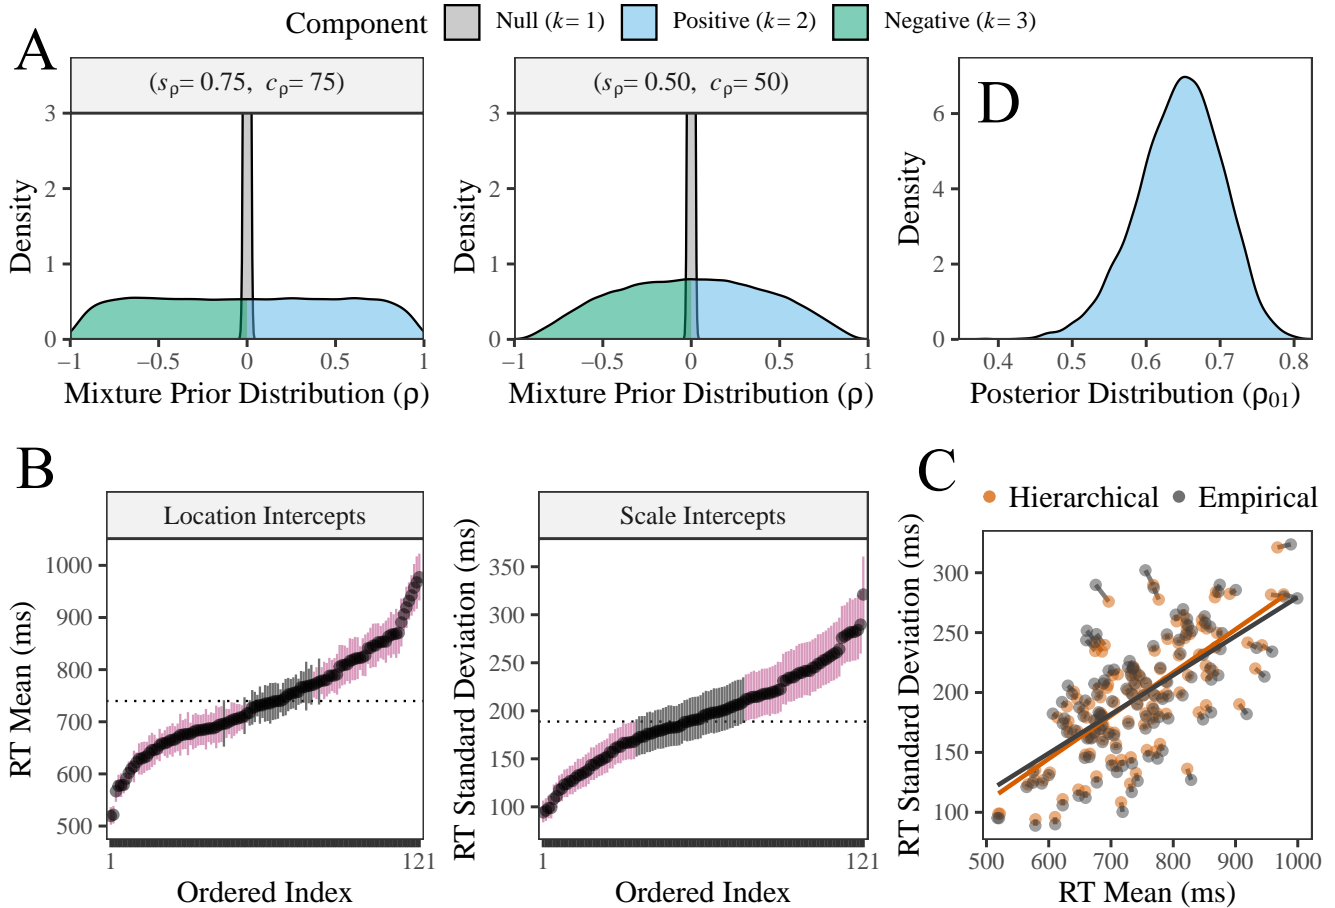 Component Null (k = 1) Positive (k = 2) Negative (k = 3)
A
(sρ = 0.75, cρ = 75)
3
2
1
0
Density
−1 −0.5 0 0.5 1
Mixture Prior Distribution (ρ)
(sρ = 0.50, cρ = 50)
3
2
1
0
Density
−1 −0.5 0 0.5 1
Mixture Prior Distribution (ρ)
D
6
4
2
0
Density
0.4 0.5 0.6 0.7 0.8
Posterior Distribution (ρ01)
B
Location Intercepts
1000
900
800
700
600
500
RT Mean (ms)
1 121
Ordered Index
Scale Intercepts
350
300
250
200
150
100
RT Standard Deviation (ms)
1 121
Ordered Index
C
Hierarchical Empirical
300
250
200
150
100
RT Standard Deviation (ms)
500 600 700 800 900 1000
RT Mean (ms)